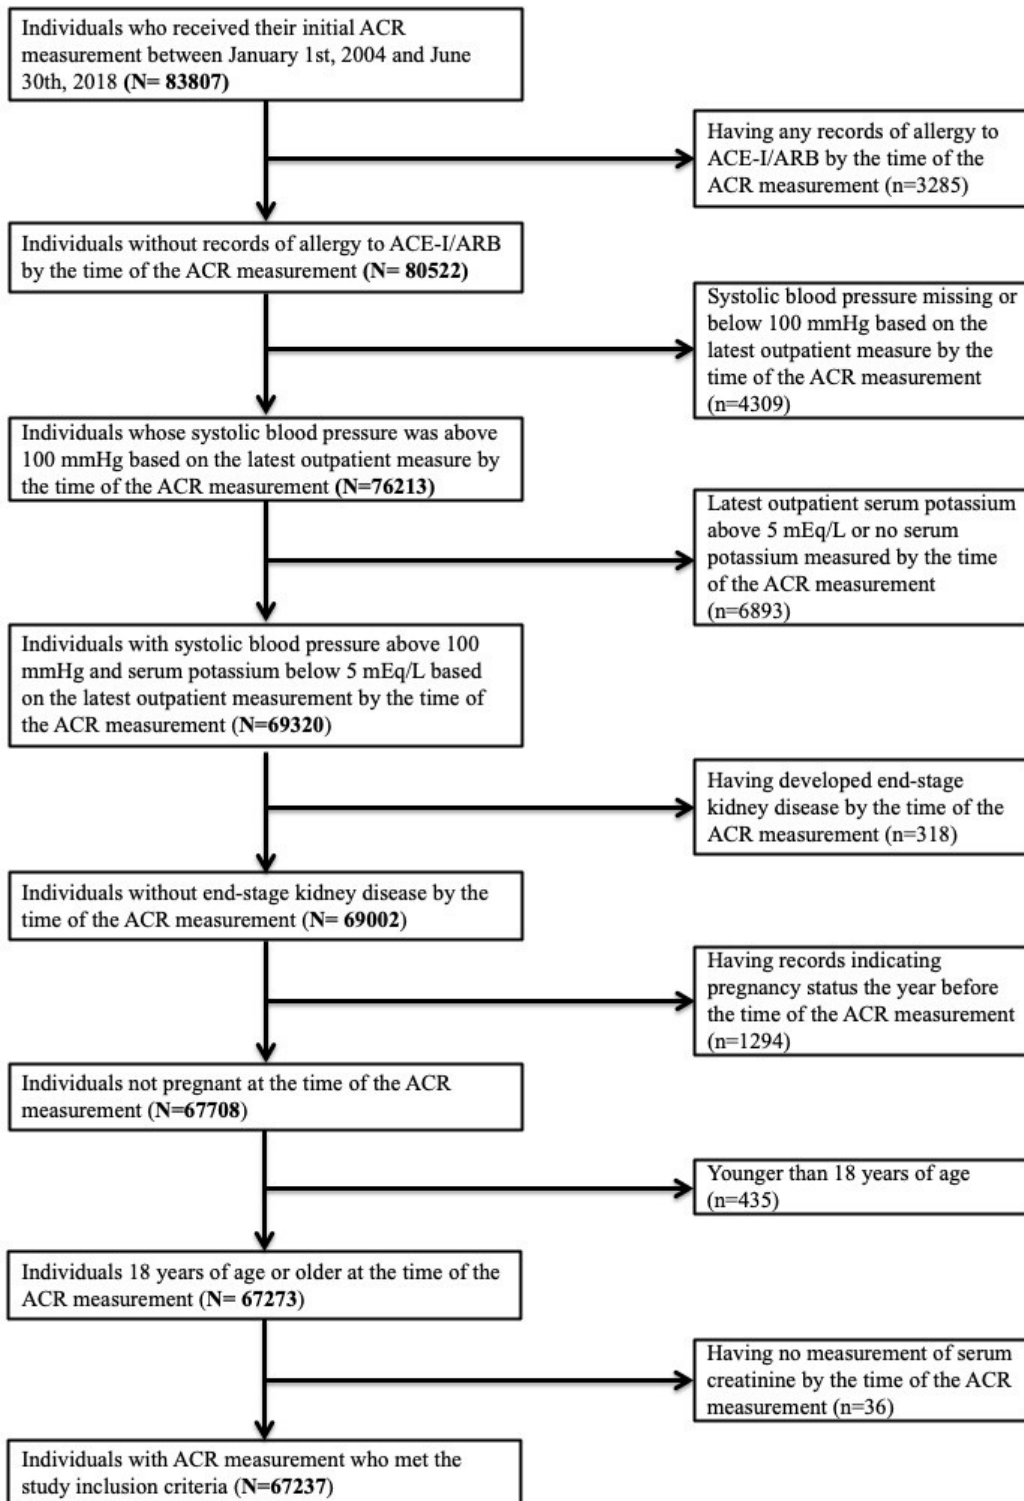 Individuals who received their initial ACR
measurement between January 1st, 2004 and June
30th, 2018 (N= 83807)
Having any records of allergy to
ACE-I/ARB by the time of the
ACR measurement (n=3285)
Individuals without records of allergy to ACE-I/ARB
by the time of the ACR measurement (N= 80522)
Systolic blood pressure missing or
below 100 mmHg based on the
latest outpatient measure by the
time of the ACR measurement
(n=4309)
Individuals whose systolic blood pressure was above
100 mmHg based on the latest outpatient measure by
the time of the ACR measurement (N=76213)
Latest outpatient serum potassium
above 5 mEq/L or no serum
potassium measured by the time
of the ACR measurement
(n=6893)
Individuals with systolic blood pressure above 100
mmHg and serum potassium below 5 mEq/L based
on the latest outpatient measurement by the time of
the ACR measurement (N=69320)
Having developed end-stage
kidney disease by the time of the
ACR measurement (n=318)
Individuals without end-stage kidney disease by the
time of the ACR measurement (N= 69002)
Having records indicating
pregnancy status the year before
the time of the ACR measurement
(n=1294)
Individuals not pregnant at the time of the ACR
measurement (N=67708)
Younger than 18 years of age
(n=435)
Individuals 18 years of age or older at the time of the
ACR measurement (N= 67273)
Having no measurement of serum
creatinine by the time of the ACR
measurement (n=36)
Individuals with ACR measurement who met the
study inclusion criteria (N=67237)